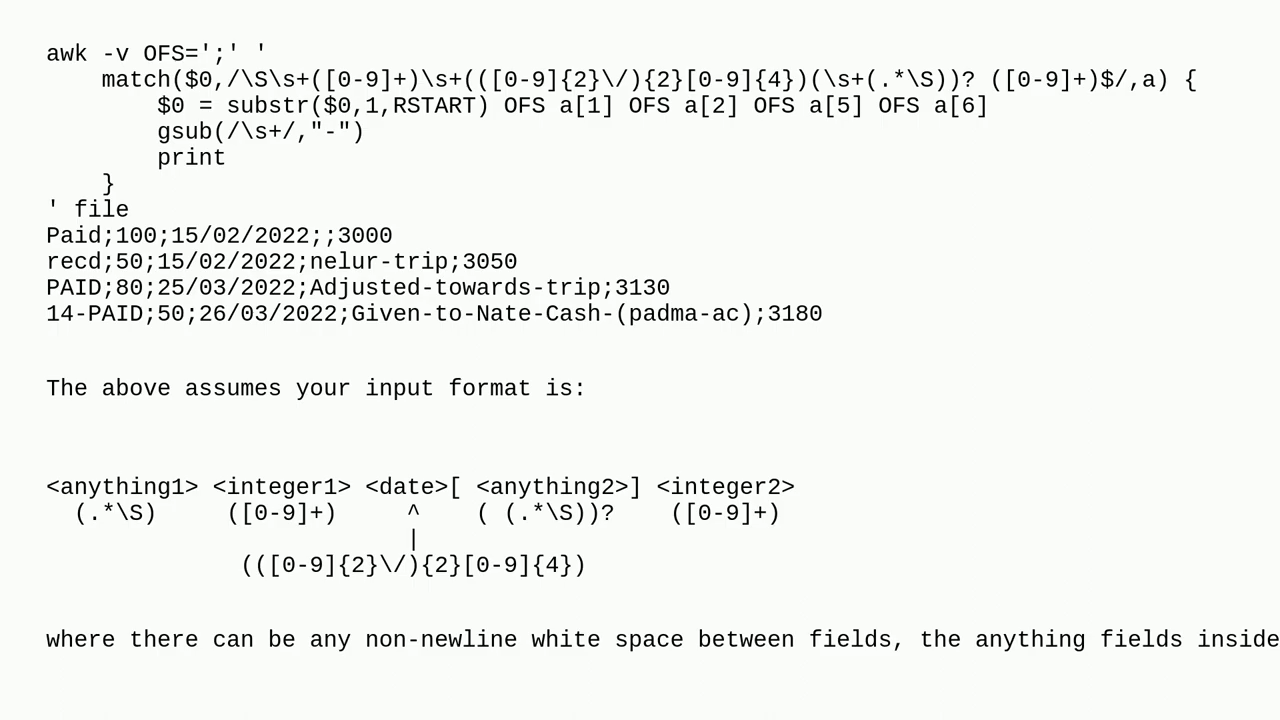 awk -v OFS=';' '
    match($0,/\S\s+([0-9]+)\s+(([0-9]{2}\/){2}[0-9]{4})(\s+(.*\S))? ([0-9]+)$/,a) {
        $0 = substr($0,1,RSTART) OFS a[1] OFS a[2] OFS a[5] OFS a[6]
        gsub(/\s+/,"-")
        print
    }
' file
Paid;100;15/02/2022;;3000
recd;50;15/02/2022;nelur-trip;3050
PAID;80;25/03/2022;Adjusted-towards-trip;3130
14-PAID;50;26/03/2022;Given-to-Nate-Cash-(padma-ac);3180
The above assumes your input format is:
<anything1> <integer1> <date>[ <anything2>] <integer2>
  (.*\S)     ([0-9]+)     ^    ( (.*\S))?    ([0-9]+)
                          |
              (([0-9]{2}\/){2}[0-9]{4})
where there can be any non-newline white space between fields, the anything fields inside